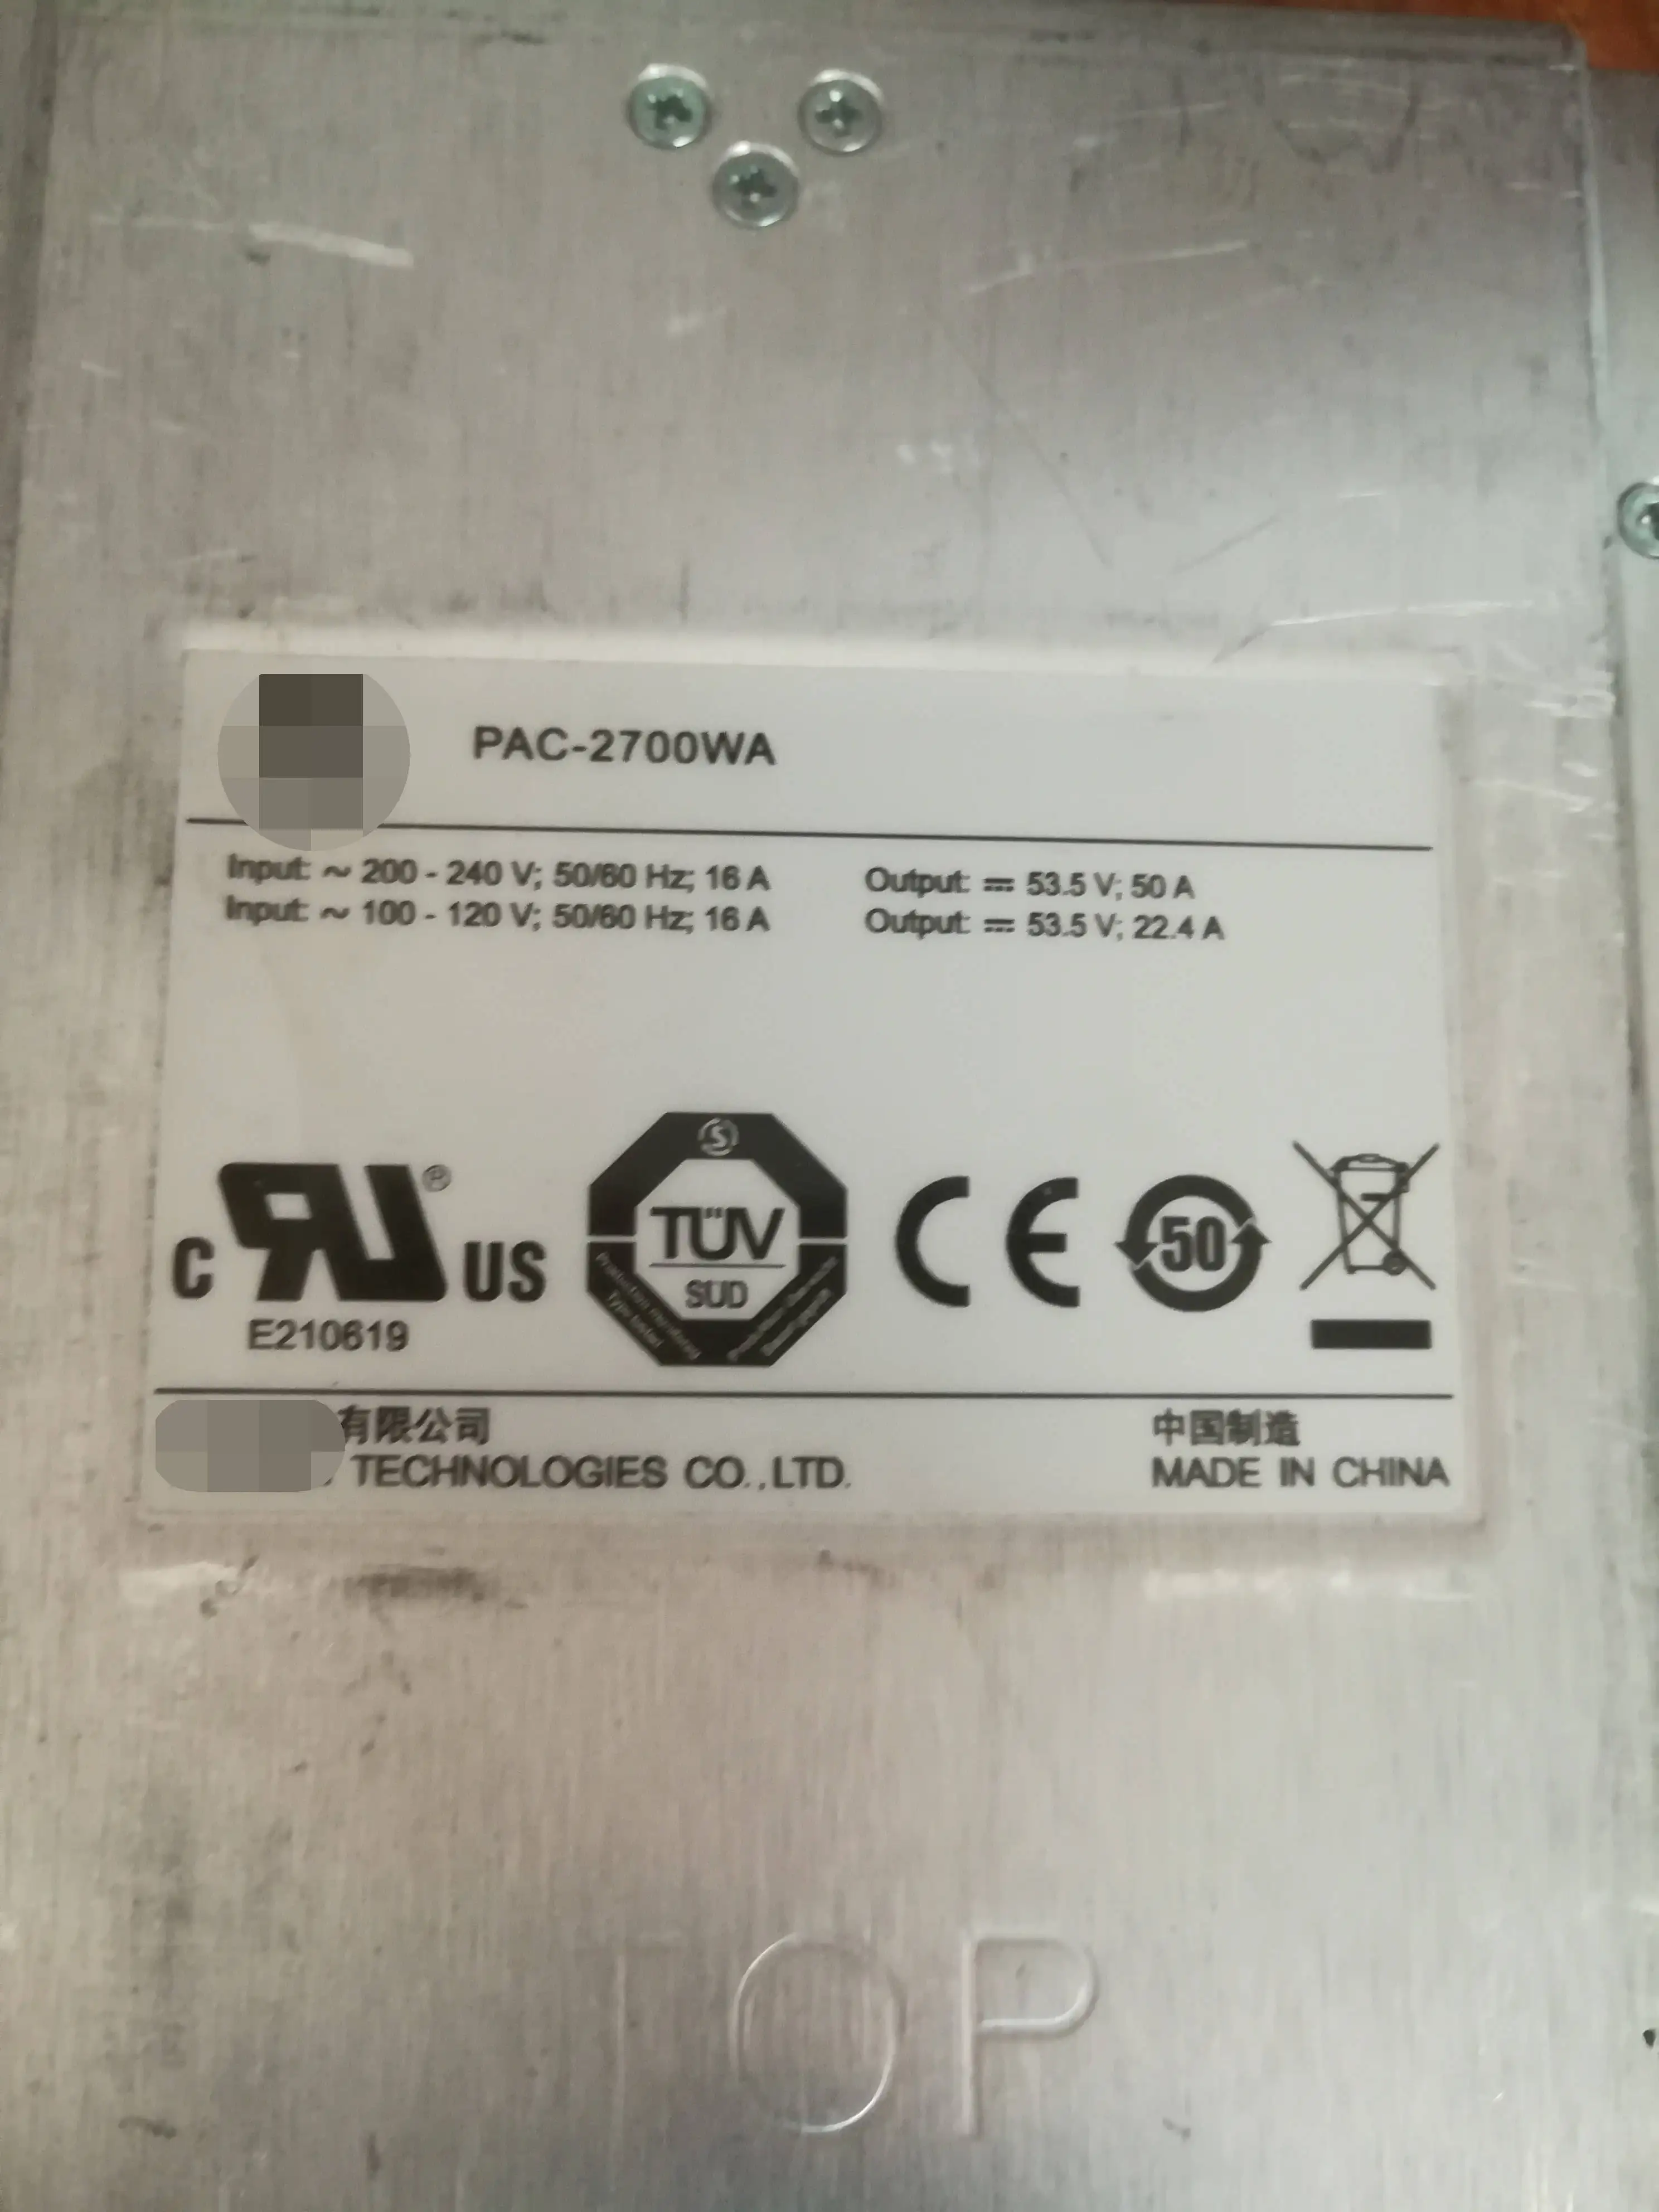 PAC-2700WA
Input: ~ 200 - 240 V; 50/60 Hz; 16 A
Output: ⎓ 53.5 V; 50 A
Input: ~ 100 - 120 V; 50/60 Hz; 16 A
Output: ⎓ 53.5 V; 22.4 A
C RU® US
E210619
TÜV
SUD
CE
50
有限公司
TECHNOLOGIES CO.,LTD.
中国制造
MADE IN CHINA
TOP